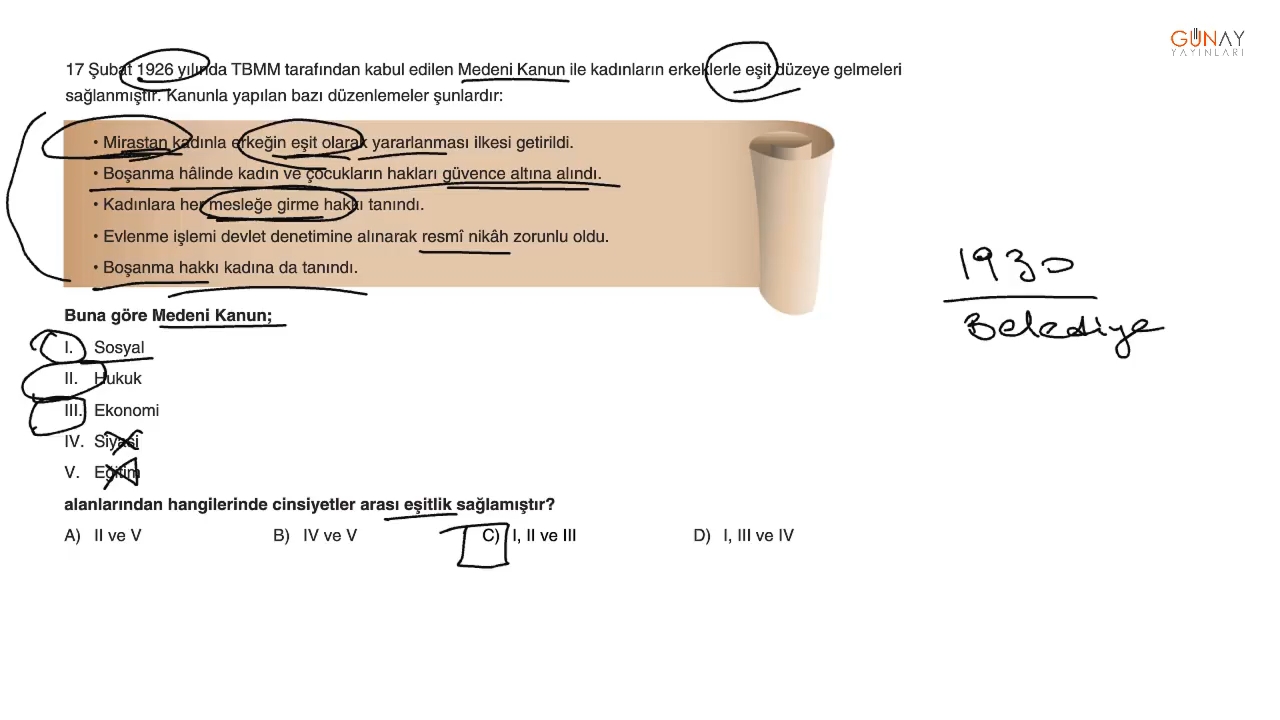 GÜNAY
YAYINLARI
17 Şubat 1926 yılında TBMM tarafından kabul edilen Medeni Kanun ile kadınların erkeklerle eşit düzeye gelmeleri
sağlanmıştır. Kanunla yapılan bazı düzenlemeler şunlardır:
• Mirastan kadınla erkeğin eşit olarak yararlanması ilkesi getirildi.
• Boşanma hâlinde kadın ve çocukların hakları güvence altına alındı.
• Kadınlara her mesleğe girme hakkı tanındı.
• Evlenme işlemi devlet denetimine alınarak resmî nikâh zorunlu oldu.
• Boşanma hakkı kadına da tanındı.
1930
Belediye
Buna göre Medeni Kanun;
I. Sosyal
II. Hukuk
III. Ekonomi
IV. Siyasi
V. Eğitim
alanlarından hangilerinde cinsiyetler arası eşitlik sağlamıştır?
A) II ve V B) IV ve V C) I, II ve III D) I, III ve IV